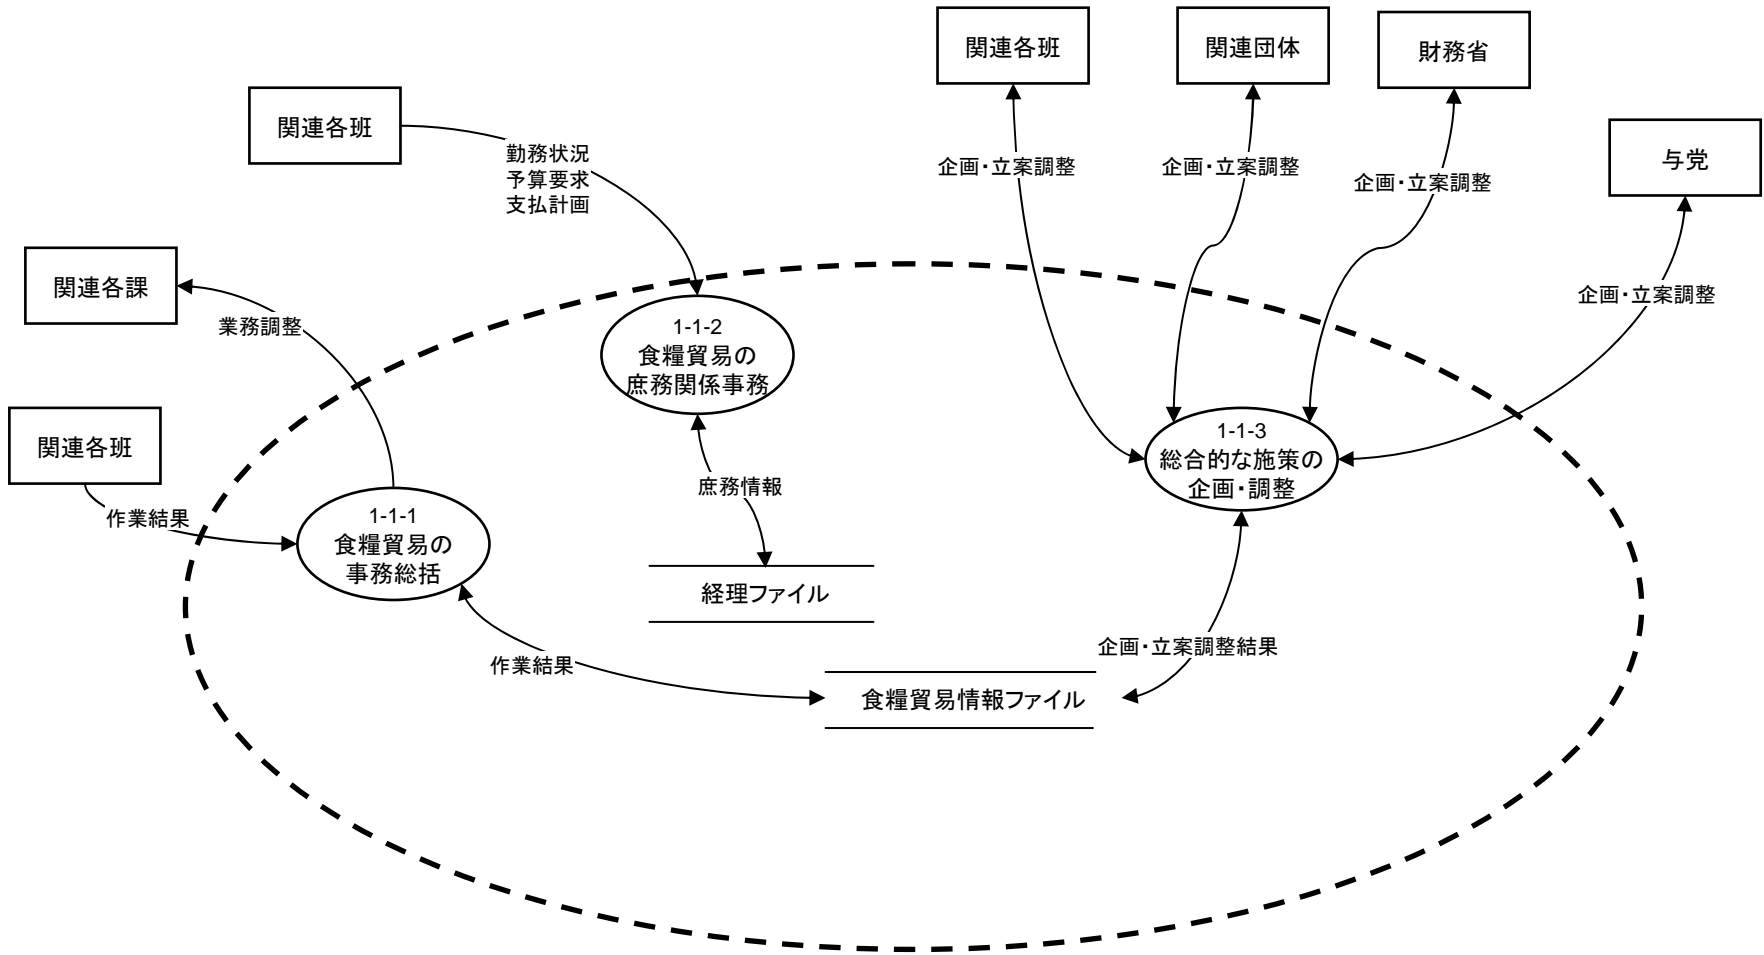 関連各班
関連団体
財務省
与党
関連各班
勤務状況
予算要求
支払計画
企画・立案調整
企画・立案調整
企画・立案調整
企画・立案調整
関連各課
業務調整
1-1-2
食糧貿易の
庶務関係事務
関連各班
作業結果
1-1-1
食糧貿易の
事務総括
1-1-3
総合的な施策の
企画・調整
庶務情報
経理ファイル
作業結果
企画・立案調整結果
食糧貿易情報ファイル